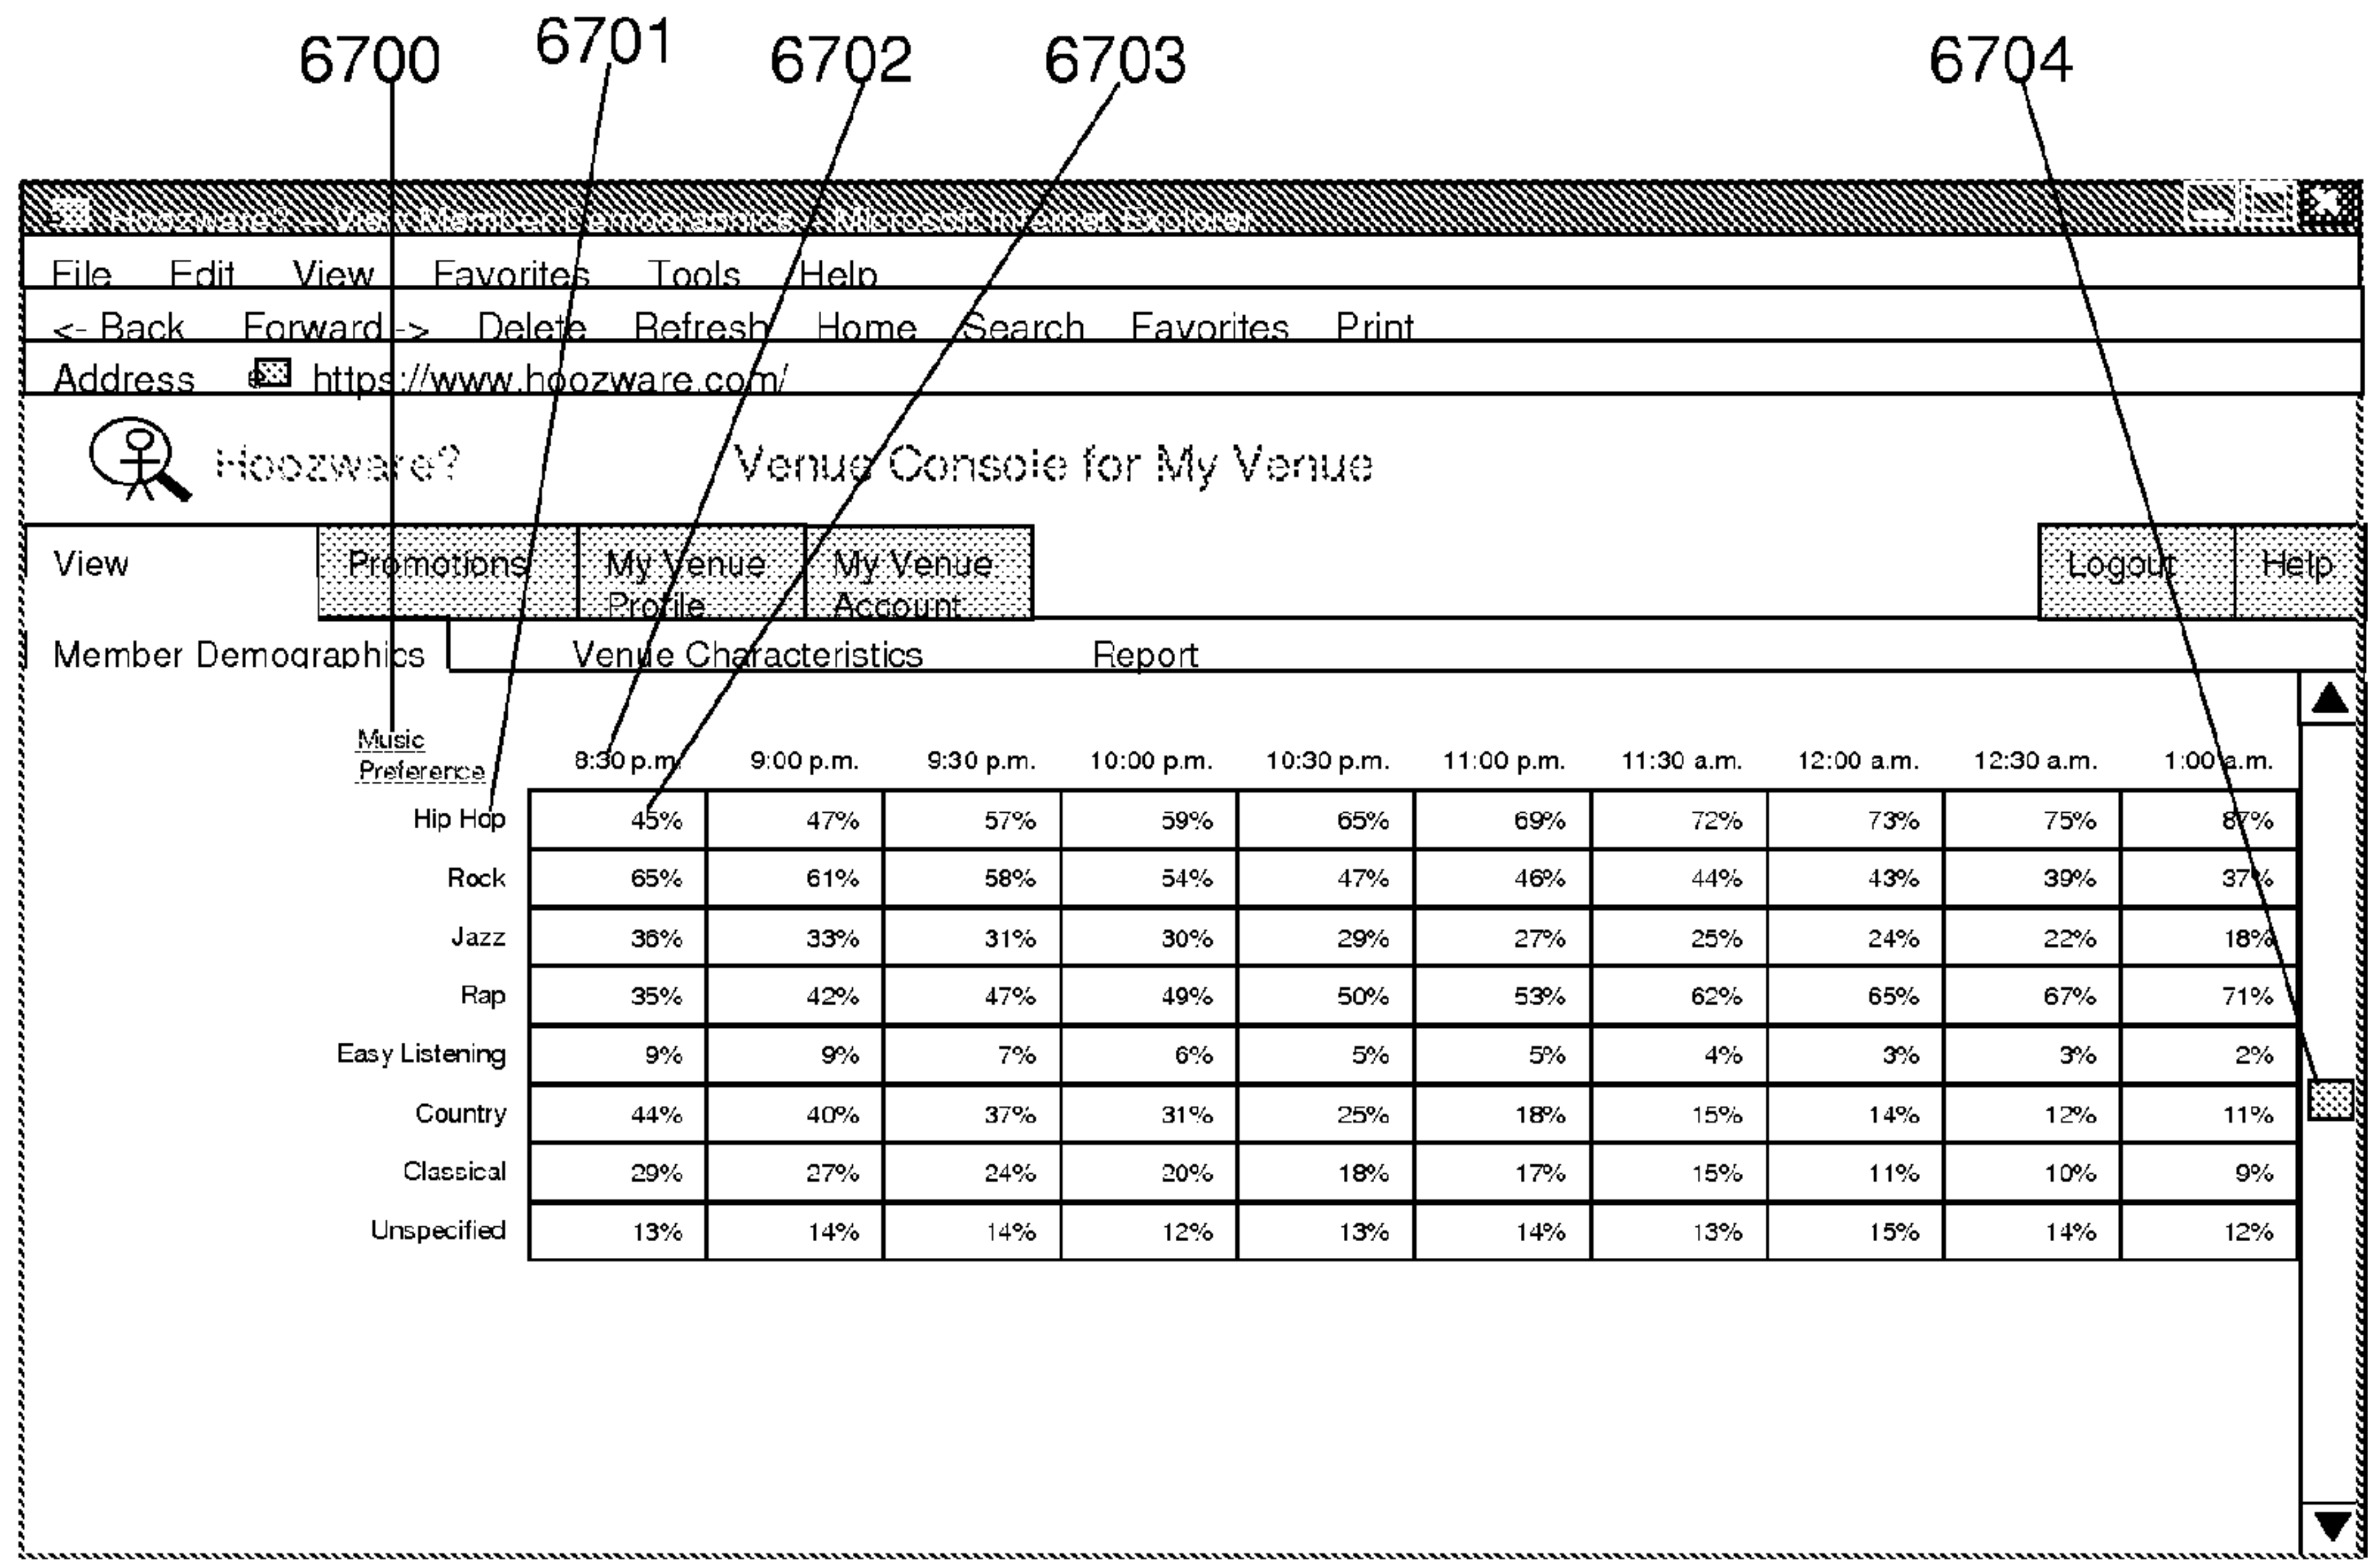 6700 6701 6702 6703 6704
Hoozware? – View Member Demographics - Microsoft Internet Explorer
File Edit View Favorites Tools Help
<- Back Forward -> Delete Refresh Home Search Favorites Print
Address e https://www.hoozware.com/
Hoozware? Venue Console for My Venue
View Promotions My Venue Profile My Venue Account Logout Help
Member Demographics Venue Characteristics Report
Music Preference 8:30 p.m. 9:00 p.m. 9:30 p.m. 10:00 p.m. 10:30 p.m. 11:00 p.m. 11:30 a.m. 12:00 a.m. 12:30 a.m. 1:00 a.m.
Hip Hop 45% 47% 57% 59% 65% 69% 72% 73% 75% 87%
Rock 65% 61% 58% 54% 47% 46% 44% 43% 39% 37%
Jazz 36% 33% 31% 30% 29% 27% 25% 24% 22% 18%
Rap 35% 42% 47% 49% 50% 53% 62% 65% 67% 71%
Easy Listening 9% 9% 7% 6% 5% 5% 4% 3% 3% 2%
Country 44% 40% 37% 31% 25% 18% 15% 14% 12% 11%
Classical 29% 27% 24% 20% 18% 17% 15% 11% 10% 9%
Unspecified 13% 14% 14% 12% 13% 14% 13% 15% 14% 12%